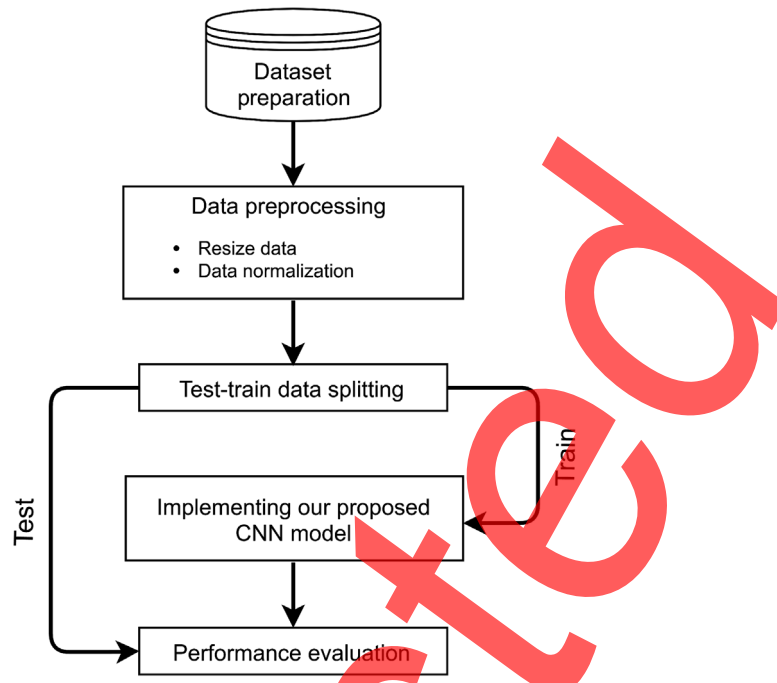 Dataset
preparation
Data preprocessing
• Resize data
• Data normalization
Test-train data splitting
Test
Train
Implementing our proposed
CNN model
Performance evaluation
ted